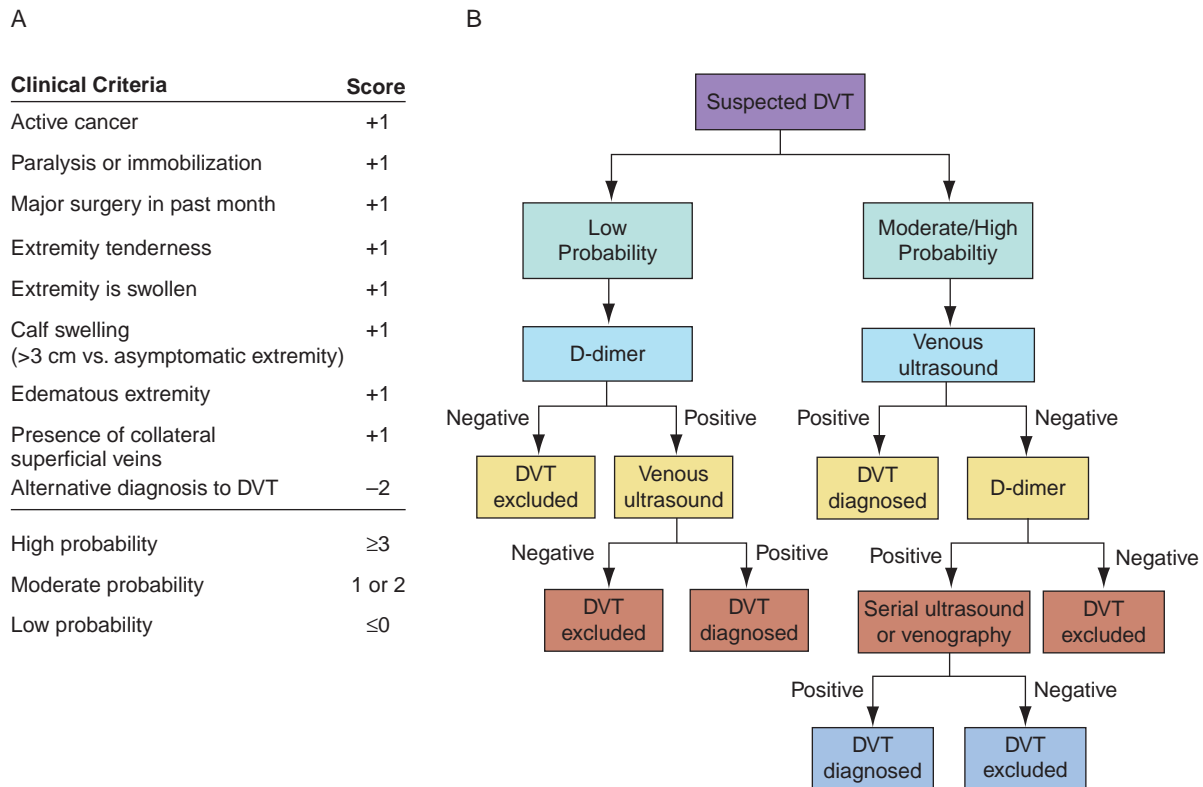 A
Clinical Criteria Score
Active cancer +1
Paralysis or immobilization +1
Major surgery in past month +1
Extremity tenderness +1
Extremity is swollen +1
Calf swelling +1
(>3 cm vs. asymptomatic extremity)
Edematous extremity +1
Presence of collateral +1
superficial veins
Alternative diagnosis to DVT –2
High probability ≥3
Moderate probability 1 or 2
Low probability ≤0
B
Suspected DVT
Low
Probability
Moderate/High
Probabiltiy
D-dimer
Venous
ultrasound
Negative
Positive
Positive
Negative
DVT
excluded
Venous
ultrasound
DVT
diagnosed
D-dimer
Negative
Positive
Positive
Negative
DVT
excluded
DVT
diagnosed
Serial ultrasound
or venography
DVT
excluded
Positive
Negative
DVT
diagnosed
DVT
excluded